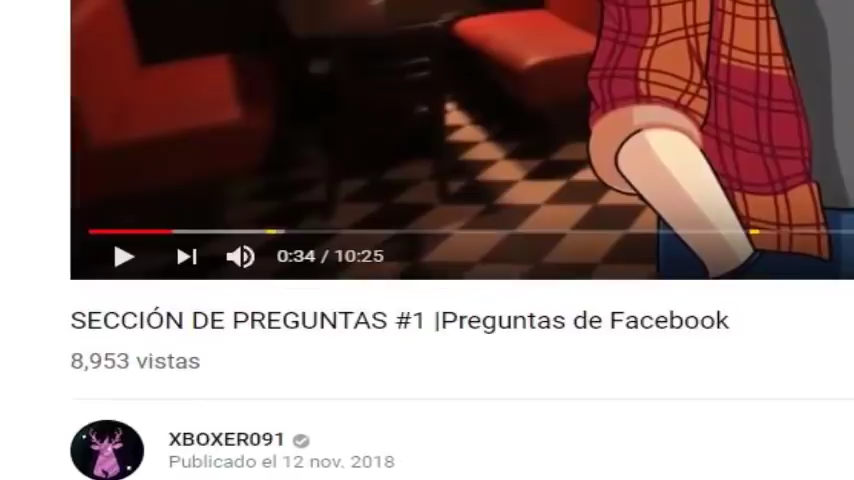 0:34 / 10:25
SECCIÓN DE PREGUNTAS #1 |Preguntas de Facebook
8,953 vistas
XBOXER091
Publicado el 12 nov. 2018